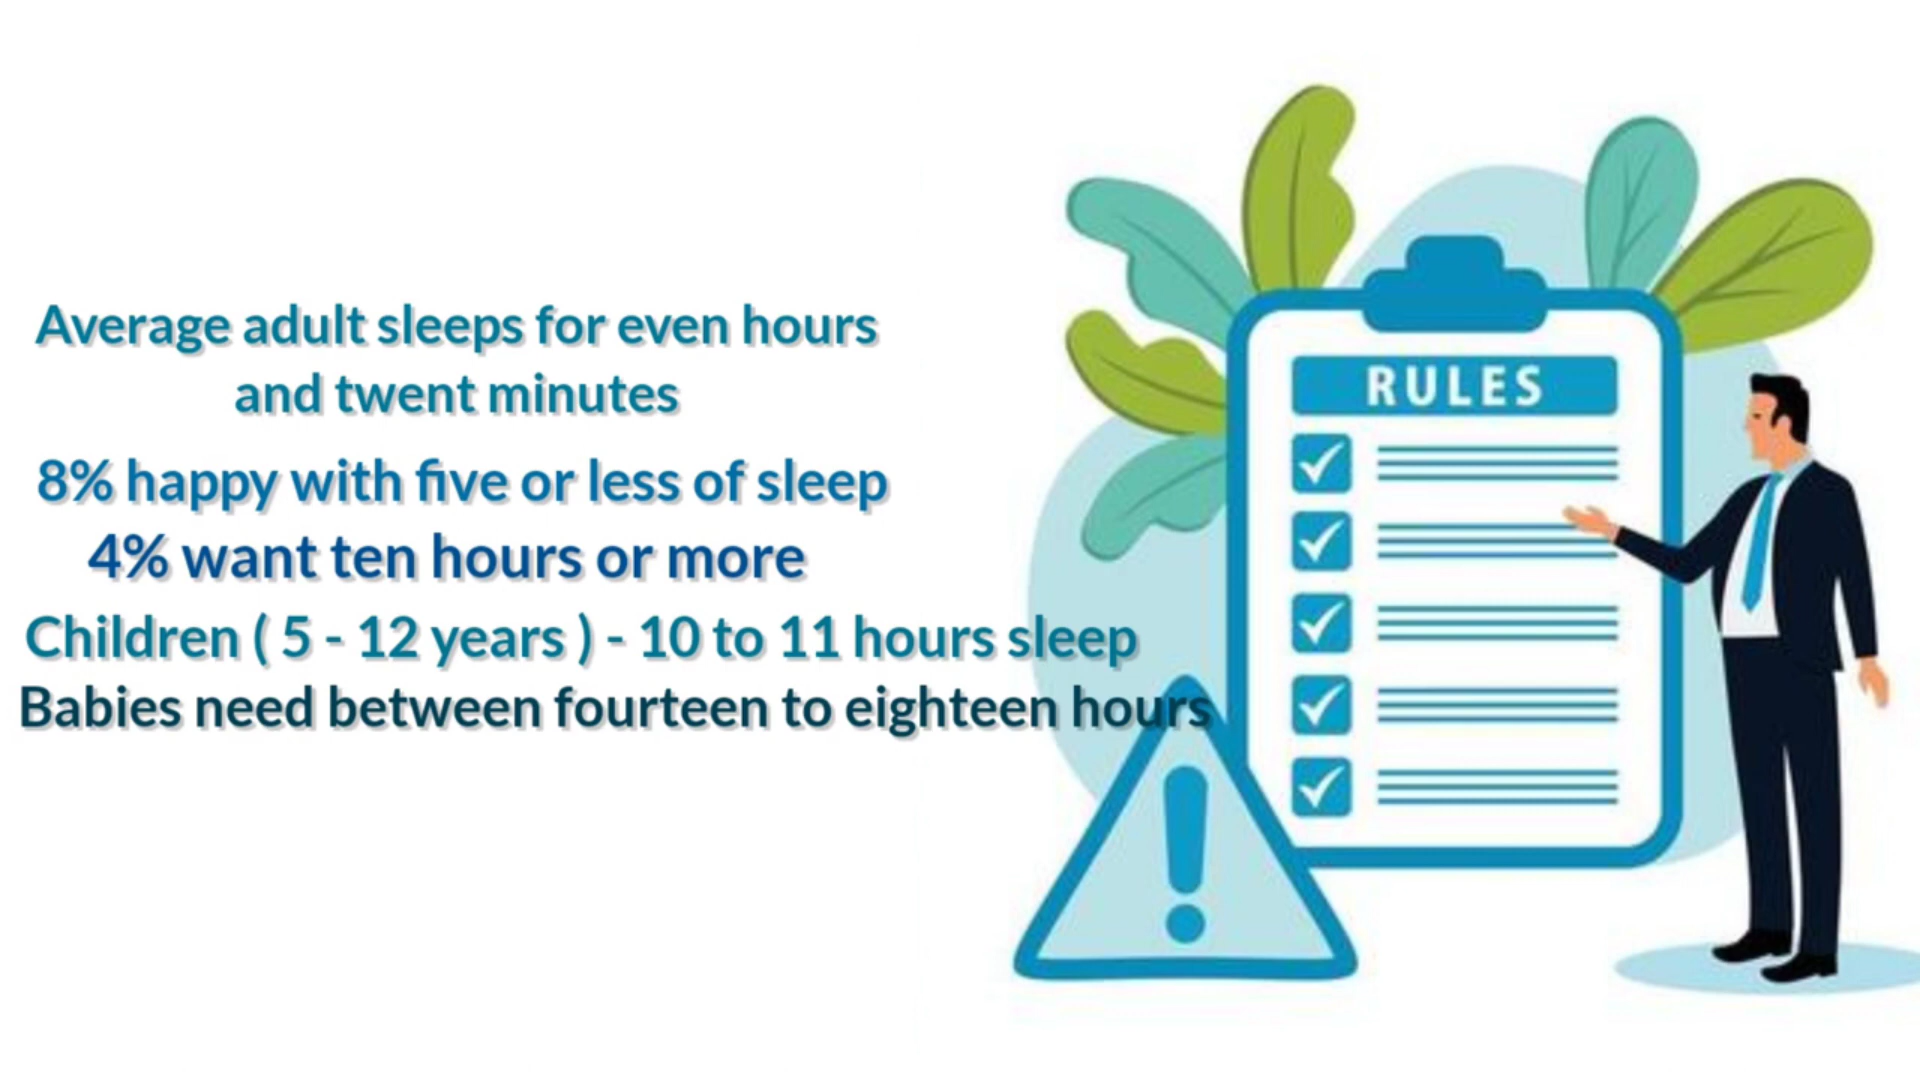 Average adult sleeps for even hours
and twent minutes
8% happy with five or less of sleep
4% want ten hours or more
Children ( 5 - 12 years ) - 10 to 11 hours sleep
Babies need between fourteen to eighteen hours
RULES